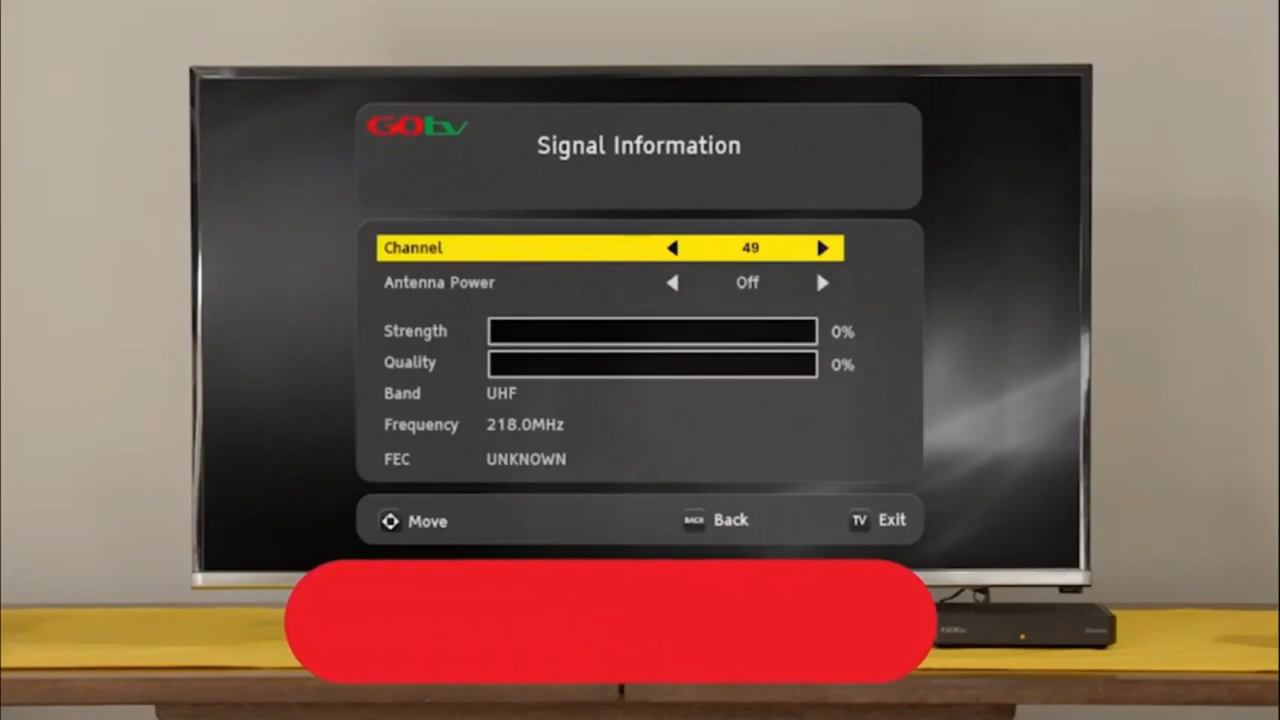 GOtv
Signal Information
Channel 49
Antenna Power Off
Strength 0%
Quality 0%
Band UHF
Frequency 218.0MHz
FEC UNKNOWN
Move BACK Back TV Exit
GOtv